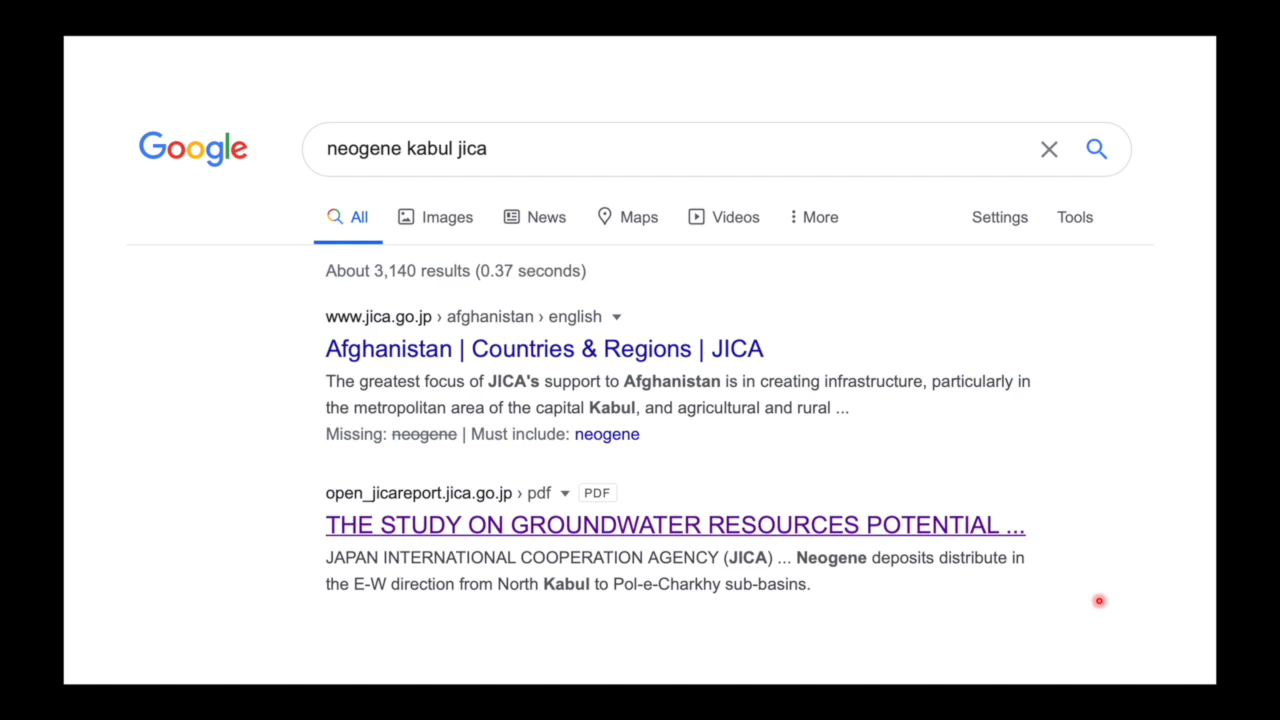 Google
neogene kabul jica
All Images News Maps Videos More Settings Tools
About 3,140 results (0.37 seconds)
www.jica.go.jp › afghanistan › english
Afghanistan | Countries & Regions | JICA
The greatest focus of JICA's support to Afghanistan is in creating infrastructure, particularly in
the metropolitan area of the capital Kabul, and agricultural and rural ...
Missing: neogene | Must include: neogene
open_jicareport.jica.go.jp › pdf PDF
THE STUDY ON GROUNDWATER RESOURCES POTENTIAL ...
JAPAN INTERNATIONAL COOPERATION AGENCY (JICA) ... Neogene deposits distribute in
the E-W direction from North Kabul to Pol-e-Charkhy sub-basins.